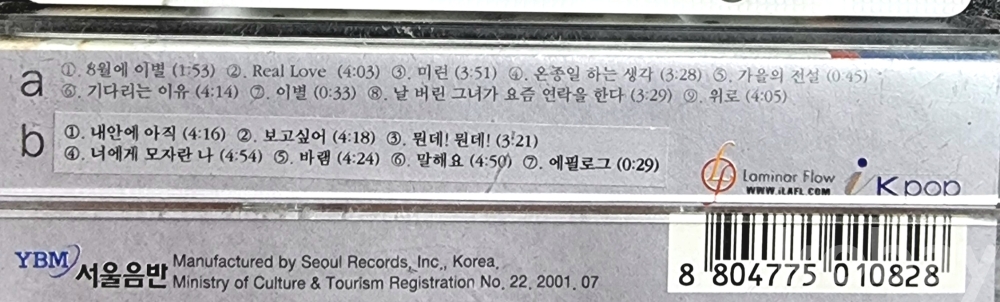 a
①. 8월에 이별 (1:53) ②. Real Love (4:03) ③. 미련 (3:51) ④. 온종일 하는 생각 (3:28) ⑤. 가을의 전설 (0:45)
⑥. 기다리는 이유 (4:14) ⑦. 이별 (0:33) ⑧. 날 버린 그녀가 요즘 연락을 한다 (3:29) ⑨. 위로 (4:05)
b
①. 내안에 아직 (4:16) ②. 보고싶어 (4:18) ③. 뭔데! 뭔데! (3:21)
④. 너에게 모자란 나 (4:54) ⑤. 바램 (4:24) ⑥. 말해요 (4:50) ⑦. 에필로그 (0:29)
Laminar Flow
WWW.iLAFL.COM
i K pop
YBM 서울음반
Manufactured by Seoul Records, Inc., Korea.
Ministry of Culture & Tourism Registration No. 22, 2001. 07
8 804775 010828